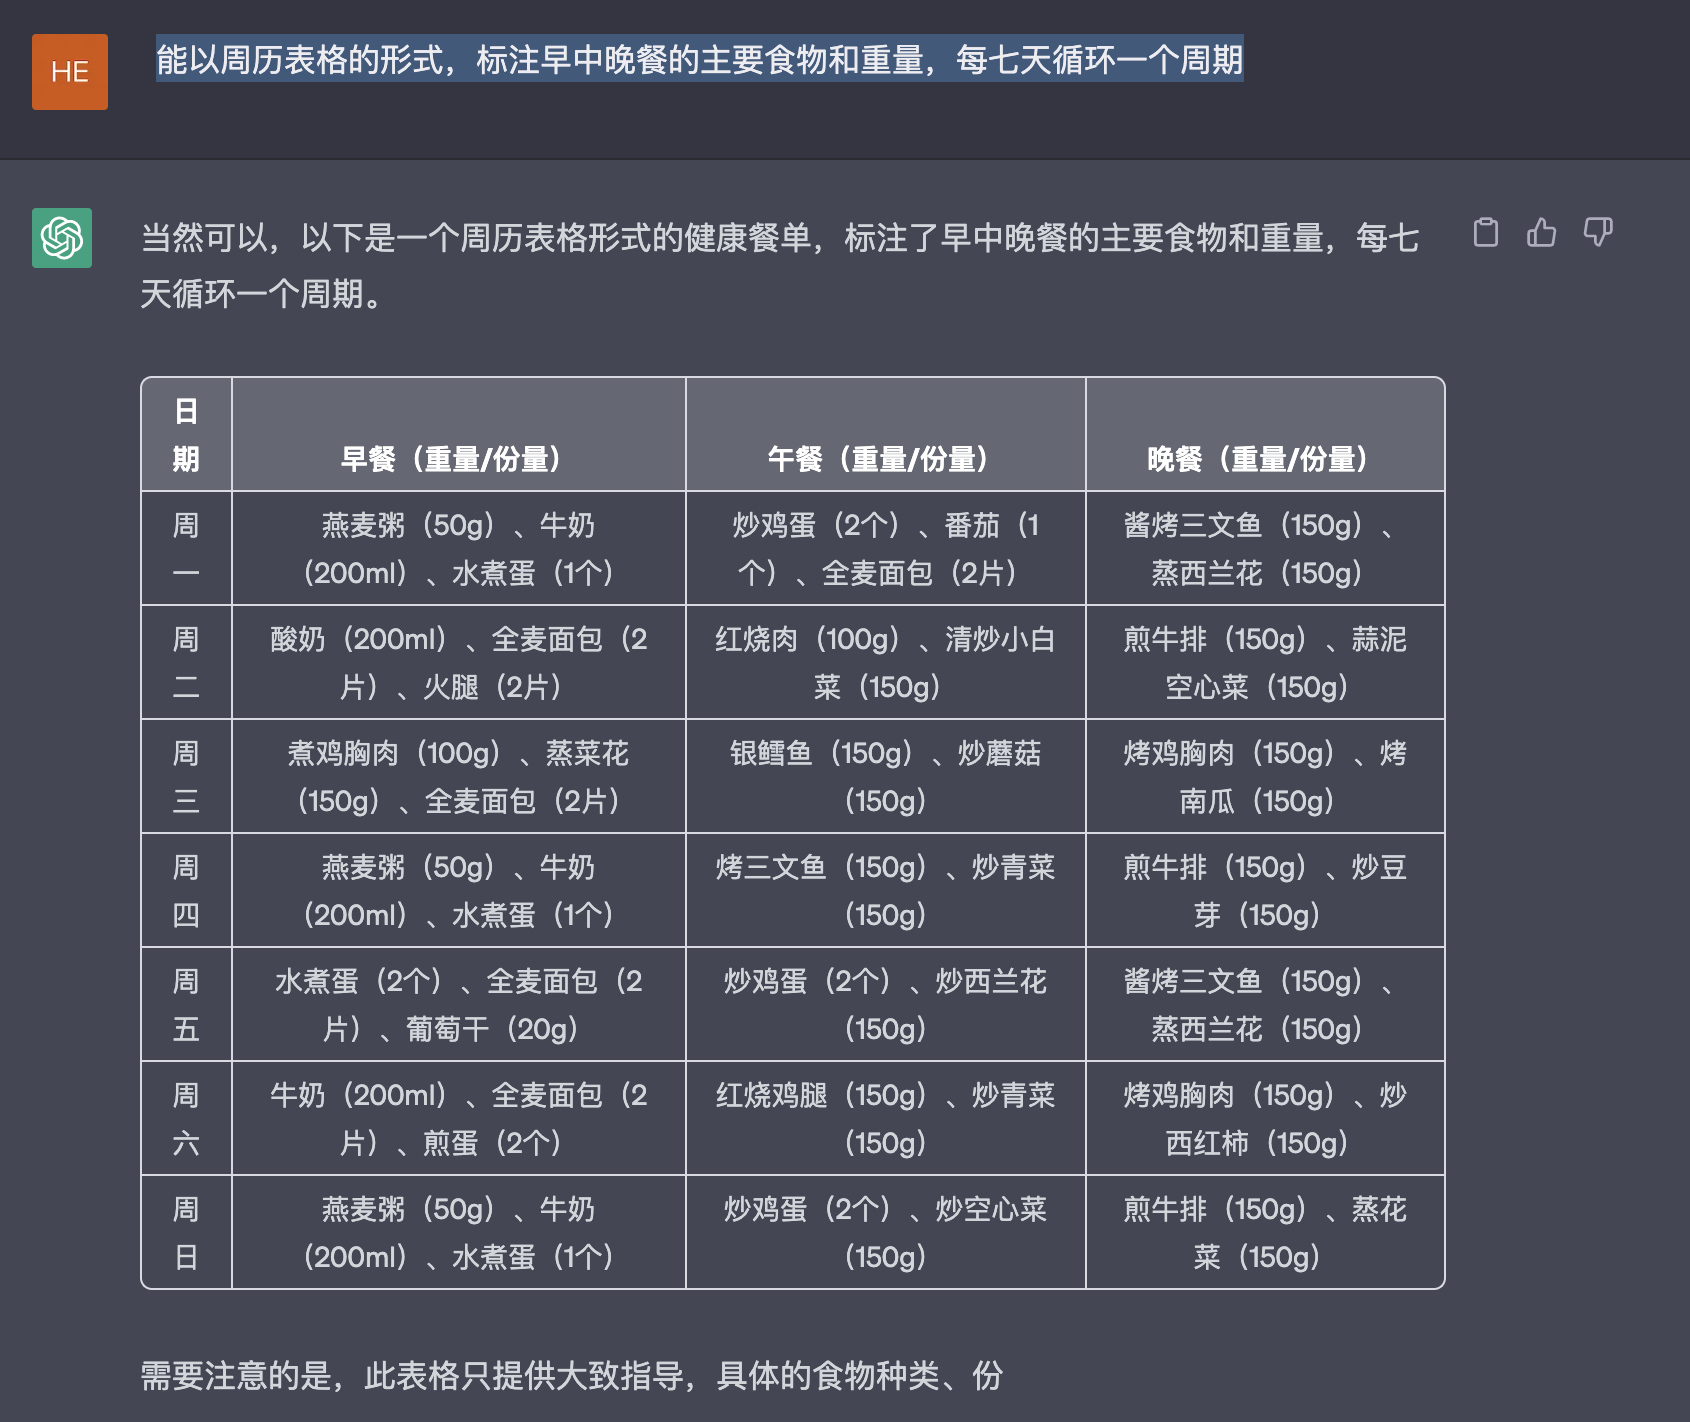 HE
能以周历表格的形式，标注早中晚餐的主要食物和重量，每七天循环一个周期
当然可以，以下是一个周历表格形式的健康餐单，标注了早中晚餐的主要食物和重量，每七
天循环一个周期。
日
期
早餐（重量/份量）
午餐（重量/份量）
晚餐（重量/份量）
周
一
燕麦粥（50g）、牛奶
（200ml）、水煮蛋（1个）
炒鸡蛋（2个）、番茄（1
个）、全麦面包（2片）
酱烤三文鱼（150g）、
蒸西兰花（150g）
周
二
酸奶（200ml）、全麦面包（2
片）、火腿（2片）
红烧肉（100g）、清炒小白
菜（150g）
煎牛排（150g）、蒜泥
空心菜（150g）
周
三
煮鸡胸肉（100g）、蒸菜花
（150g）、全麦面包（2片）
银鳕鱼（150g）、炒蘑菇
（150g）
烤鸡胸肉（150g）、烤
南瓜（150g）
周
四
燕麦粥（50g）、牛奶
（200ml）、水煮蛋（1个）
烤三文鱼（150g）、炒青菜
（150g）
煎牛排（150g）、炒豆
芽（150g）
周
五
水煮蛋（2个）、全麦面包（2
片）、葡萄干（20g）
炒鸡蛋（2个）、炒西兰花
（150g）
酱烤三文鱼（150g）、
蒸西兰花（150g）
周
六
牛奶（200ml）、全麦面包（2
片）、煎蛋（2个）
红烧鸡腿（150g）、炒青菜
（150g）
烤鸡胸肉（150g）、炒
西红柿（150g）
周
日
燕麦粥（50g）、牛奶
（200ml）、水煮蛋（1个）
炒鸡蛋（2个）、炒空心菜
（150g）
煎牛排（150g）、蒸花
菜（150g）
需要注意的是，此表格只提供大致指导，具体的食物种类、份